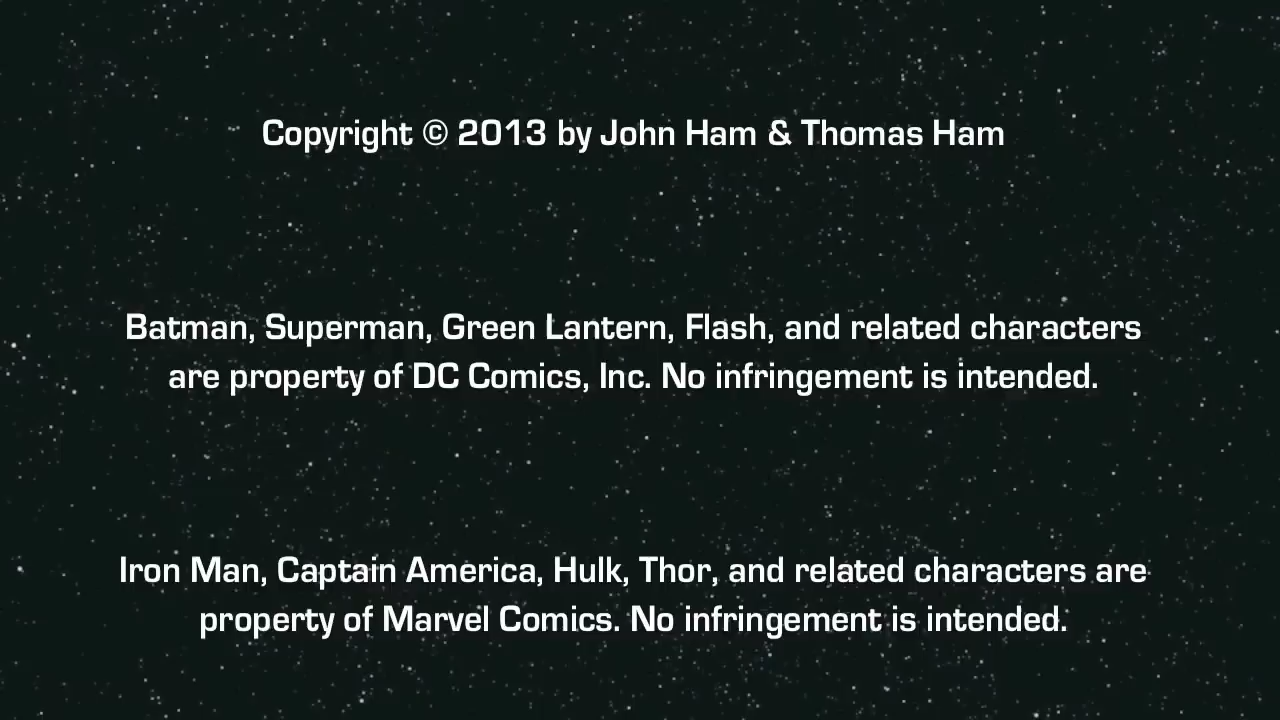 Copyright © 2013 by John Ham & Thomas Ham
Batman, Superman, Green Lantern, Flash, and related characters
are property of DC Comics, Inc. No infringement is intended.
Iron Man, Captain America, Hulk, Thor, and related characters are
property of Marvel Comics. No infringement is intended.